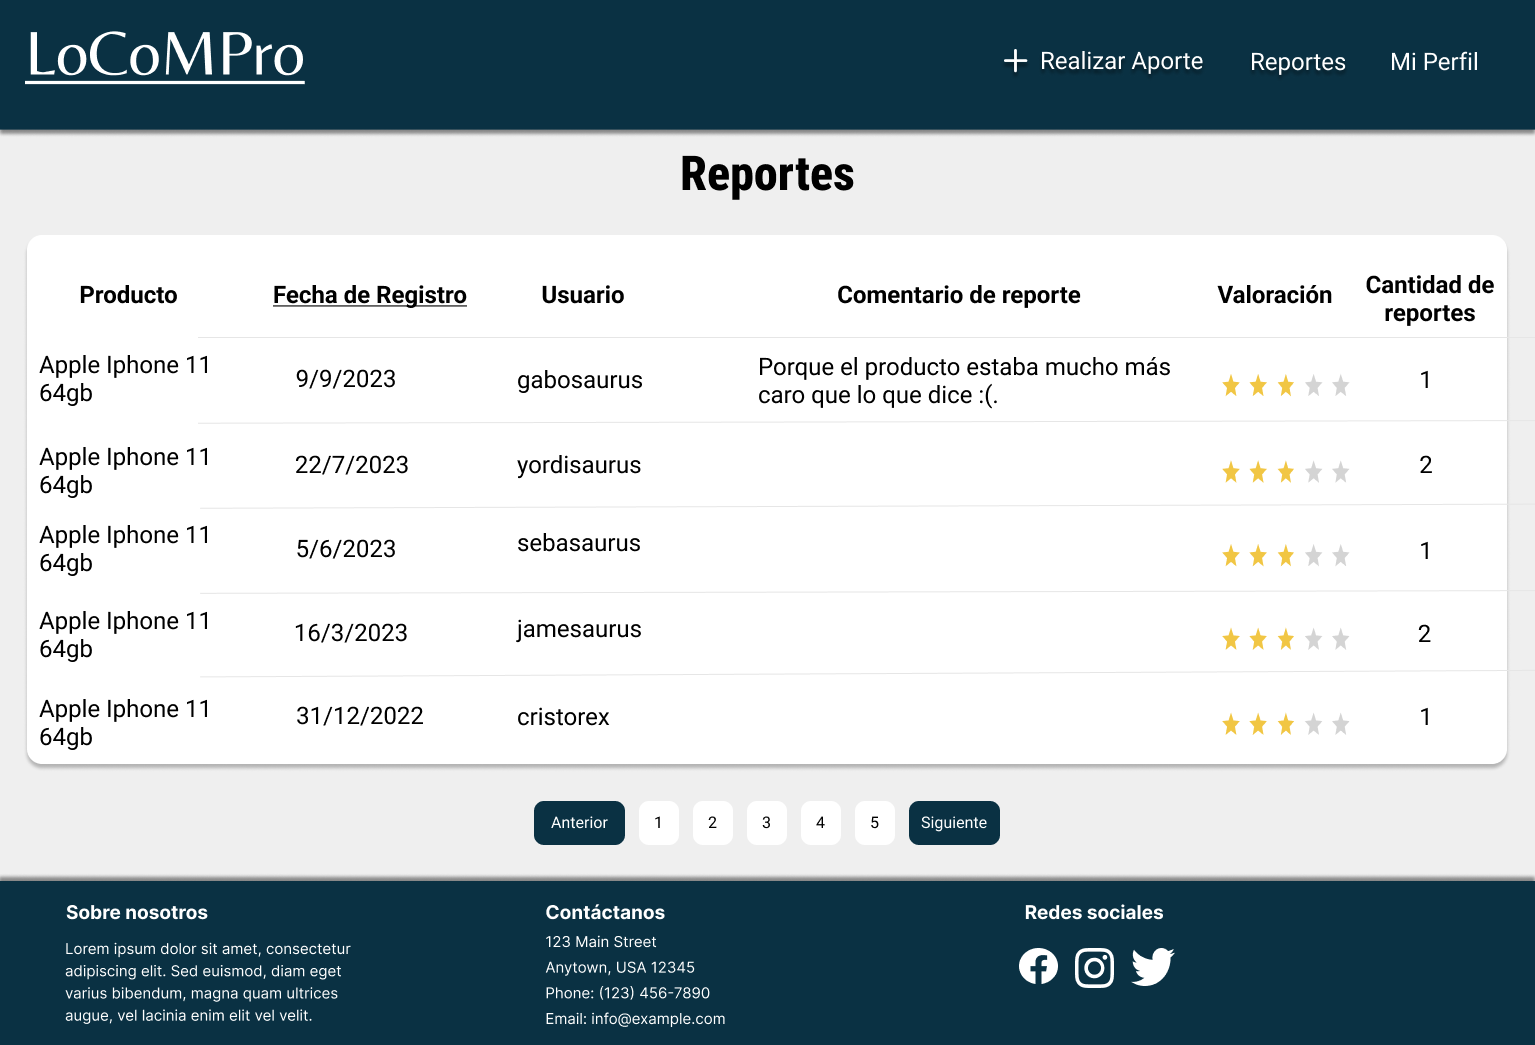 LoCoMPro
Realizar Aporte Reportes Mi Perfil
Reportes
Producto Fecha de Registro Usuario Comentario de reporte Valoración Cantidad de
reportes
Apple Iphone 11
64gb
9/9/2023 gabosaurus
Porque el producto estaba mucho más
caro que lo que dice :(.
1
Apple Iphone 11
64gb
22/7/2023 yordisaurus 2
Apple Iphone 11
64gb
5/6/2023 sebasaurus 1
Apple Iphone 11
64gb
16/3/2023 jamesaurus 2
Apple Iphone 11
64gb
31/12/2022 cristorex 1
Anterior 1 2 3 4 5 Siguiente
Sobre nosotros
Lorem ipsum dolor sit amet, consectetur
adipiscing elit. Sed euismod, diam eget
varius bibendum, magna quam ultrices
augue, vel lacinia enim elit vel velit.
Contáctanos
123 Main Street
Anytown, USA 12345
Phone: (123) 456-7890
Email: info@example.com
Redes sociales